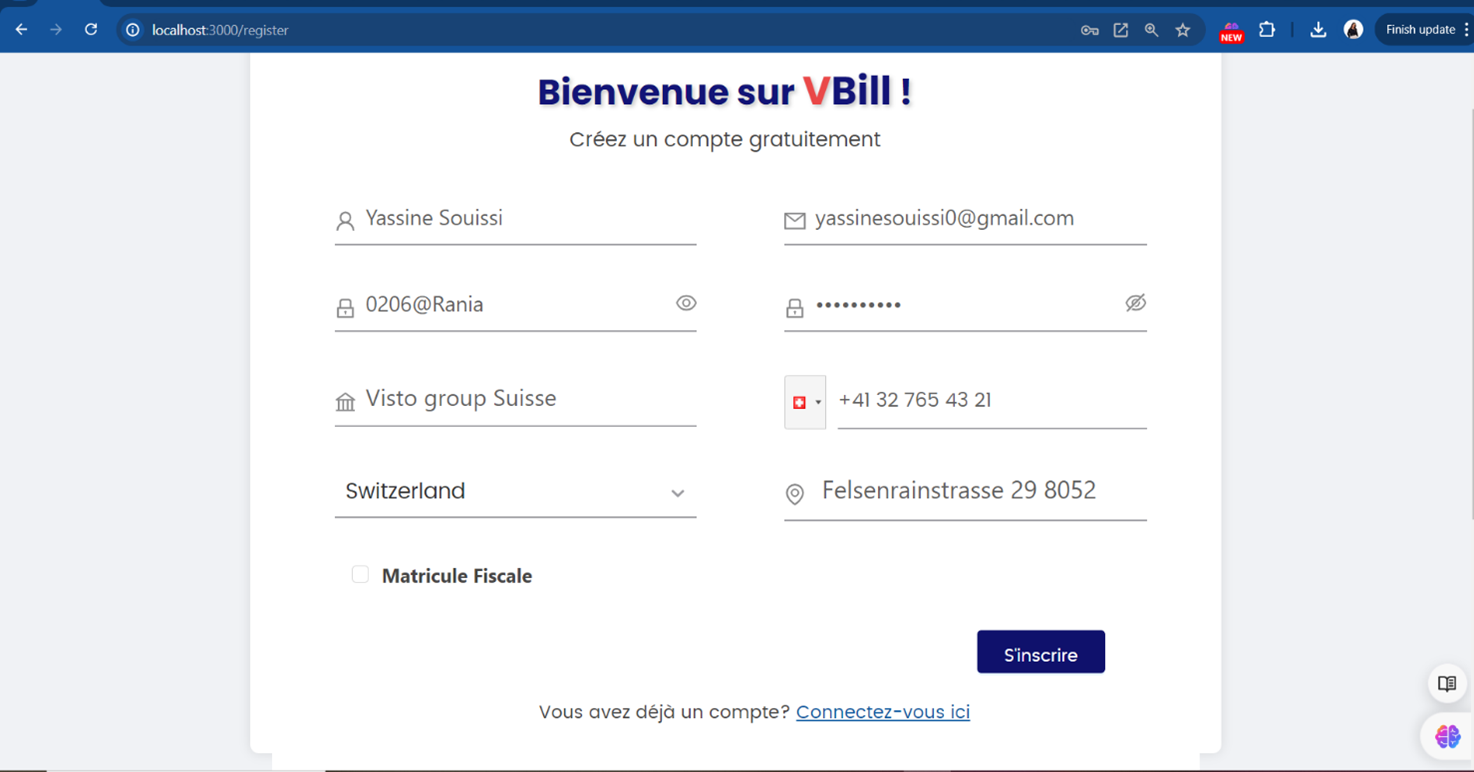 localhost:3000/register
NEW
Finish update
Bienvenue sur VBill !
Créez un compte gratuitement
Yassine Souissi
yassinesouissi0@gmail.com
0206@Rania
••••••••••
Visto group Suisse
+41 32 765 43 21
Switzerland
Felsenrainstrasse 29 8052
Matricule Fiscale
S'inscrire
Vous avez déjà un compte? Connectez-vous ici